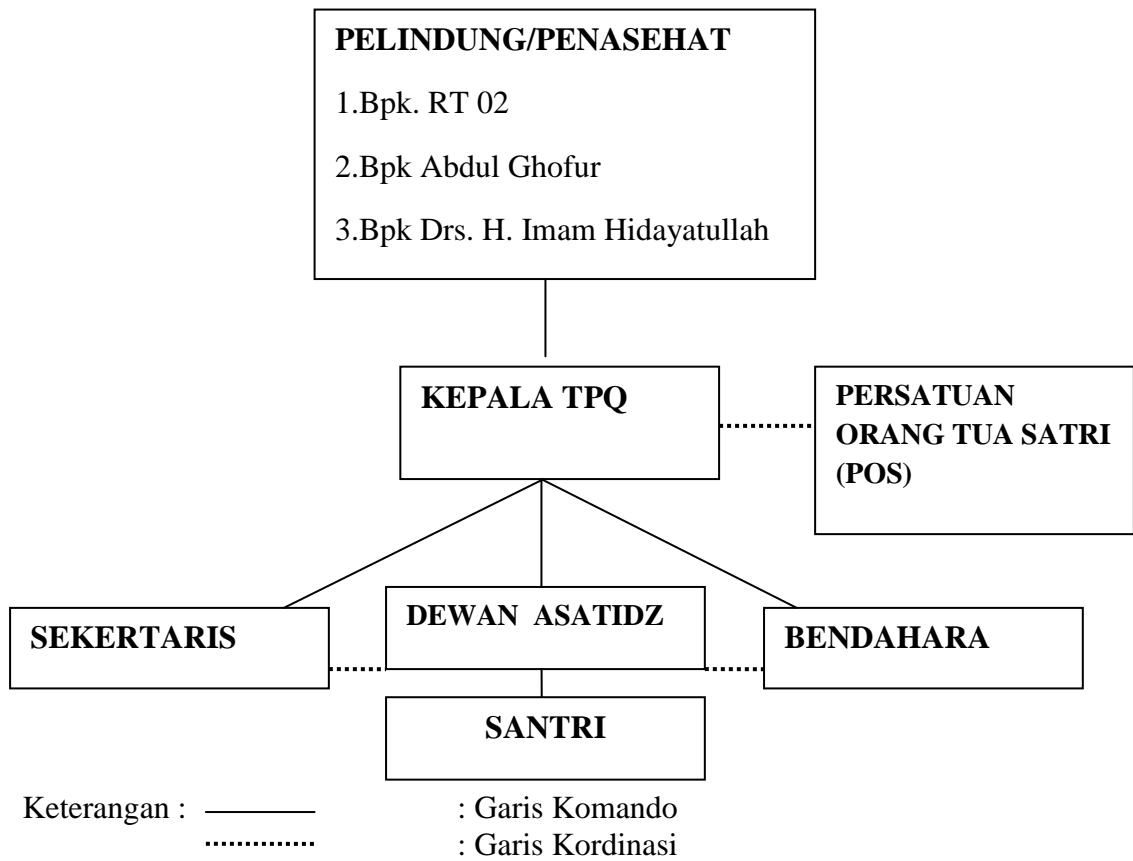 PELINDUNG/PENASEHAT
1.Bpk. RT 02
2.Bpk Abdul Ghofur
3.Bpk Drs. H. Imam Hidayatullah
KEPALA TPQ
PERSATUAN
ORANG TUA SATRI
(POS)
SEKERTARIS
DEWAN ASATIDZ
BENDAHARA
SANTRI
Keterangan : : Garis Komando
: Garis Kordinasi